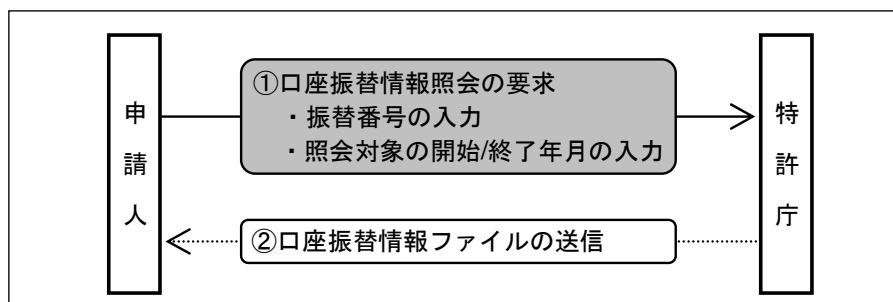 申請人
①口座振替情報照会の要求
・振替番号の入力
・照会対象の開始/終了年月の入力
特許庁
②口座振替情報ファイルの送信